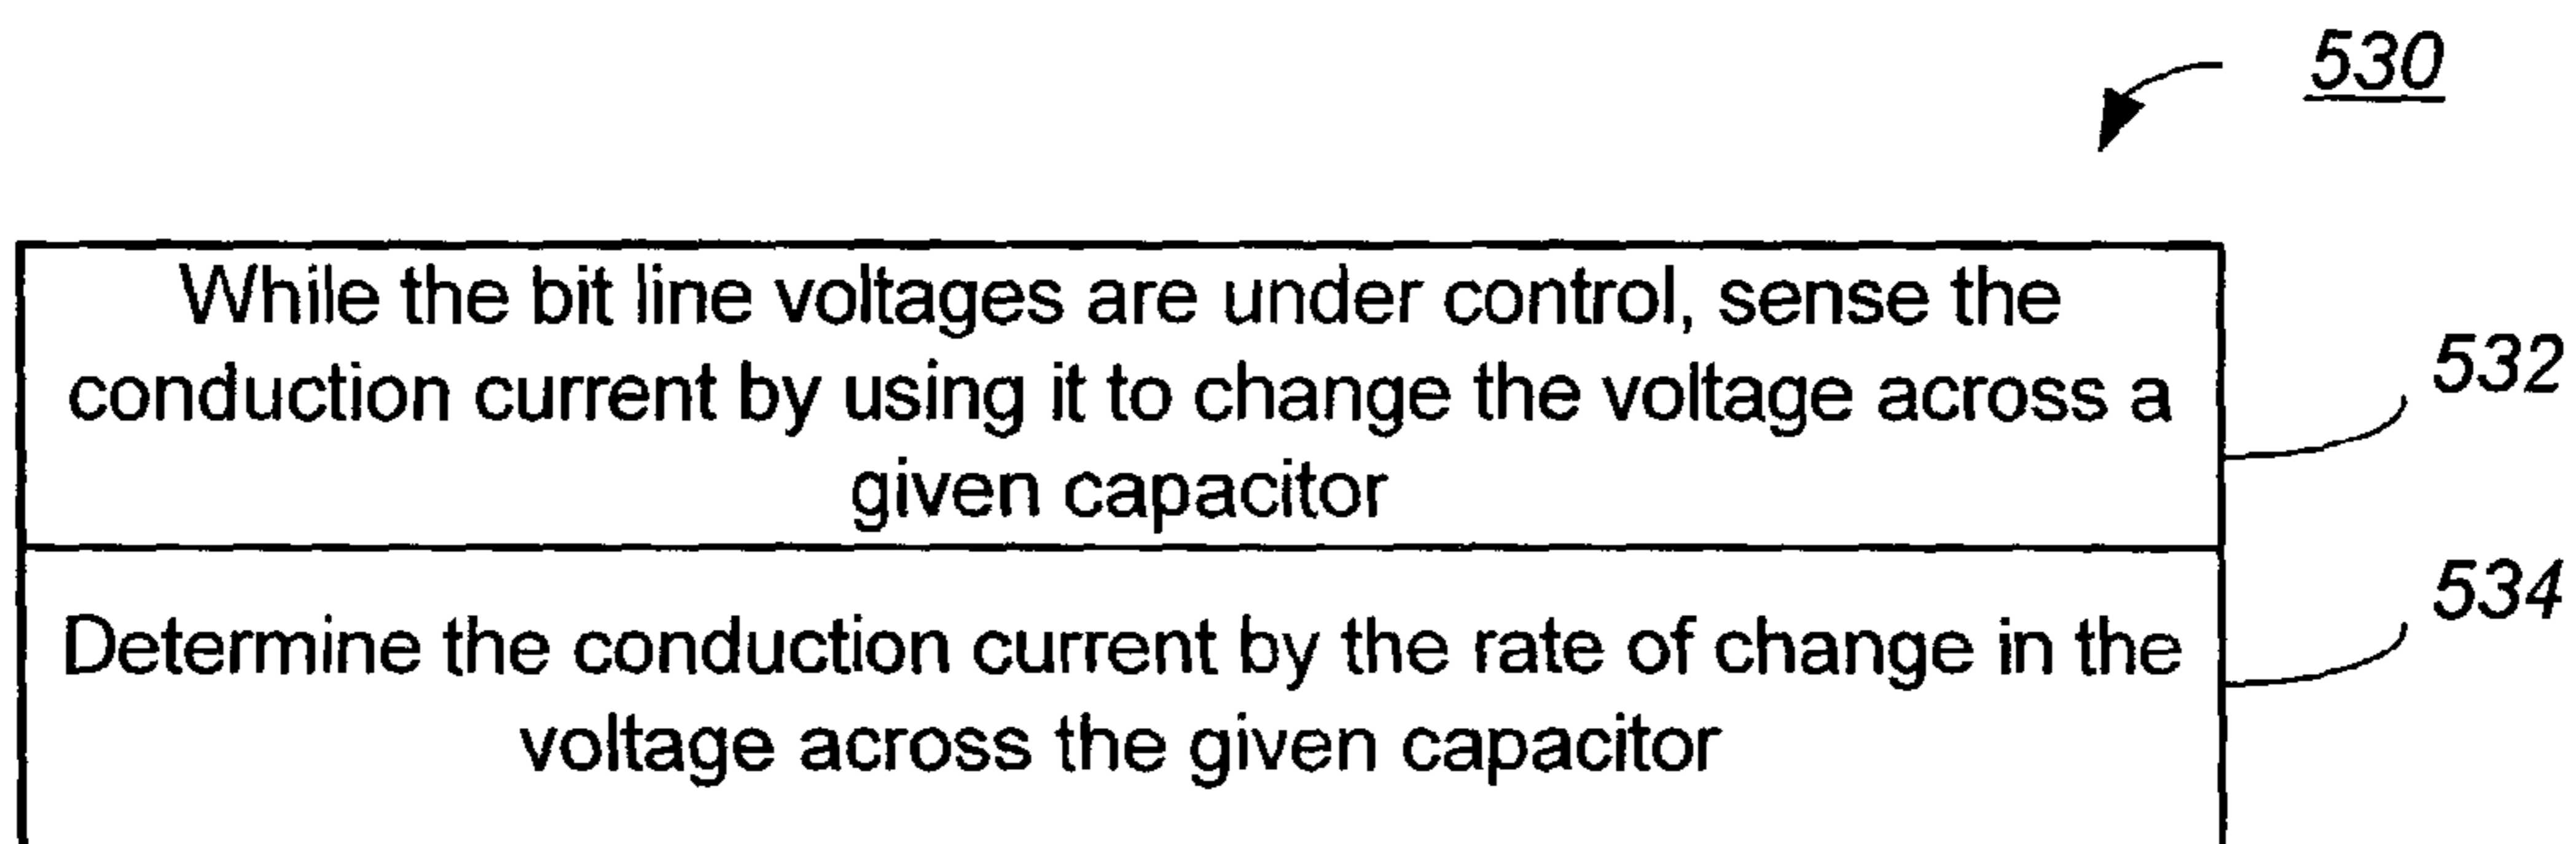 530
While the bit line voltages are under control, sense the
conduction current by using it to change the voltage across a
given capacitor
532
Determine the conduction current by the rate of change in the
voltage across the given capacitor
534